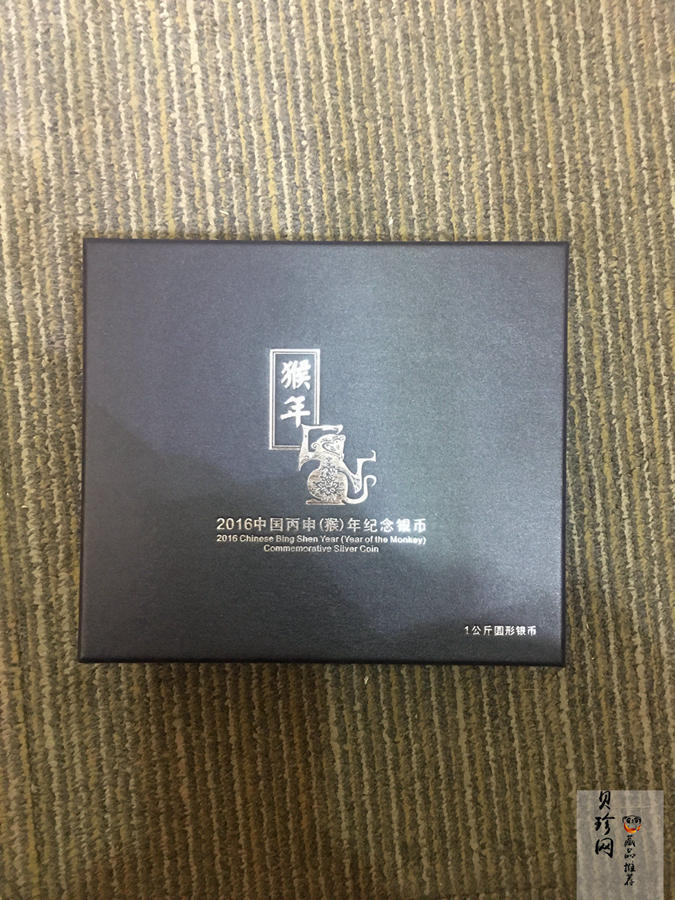 猴年
2016中国丙申(猴)年纪念银币
2016 Chinese Bing Shen Year (Year of the Monkey)
Commemorative Silver Coin
1公斤圆形银币
贝珍网
藏品推荐